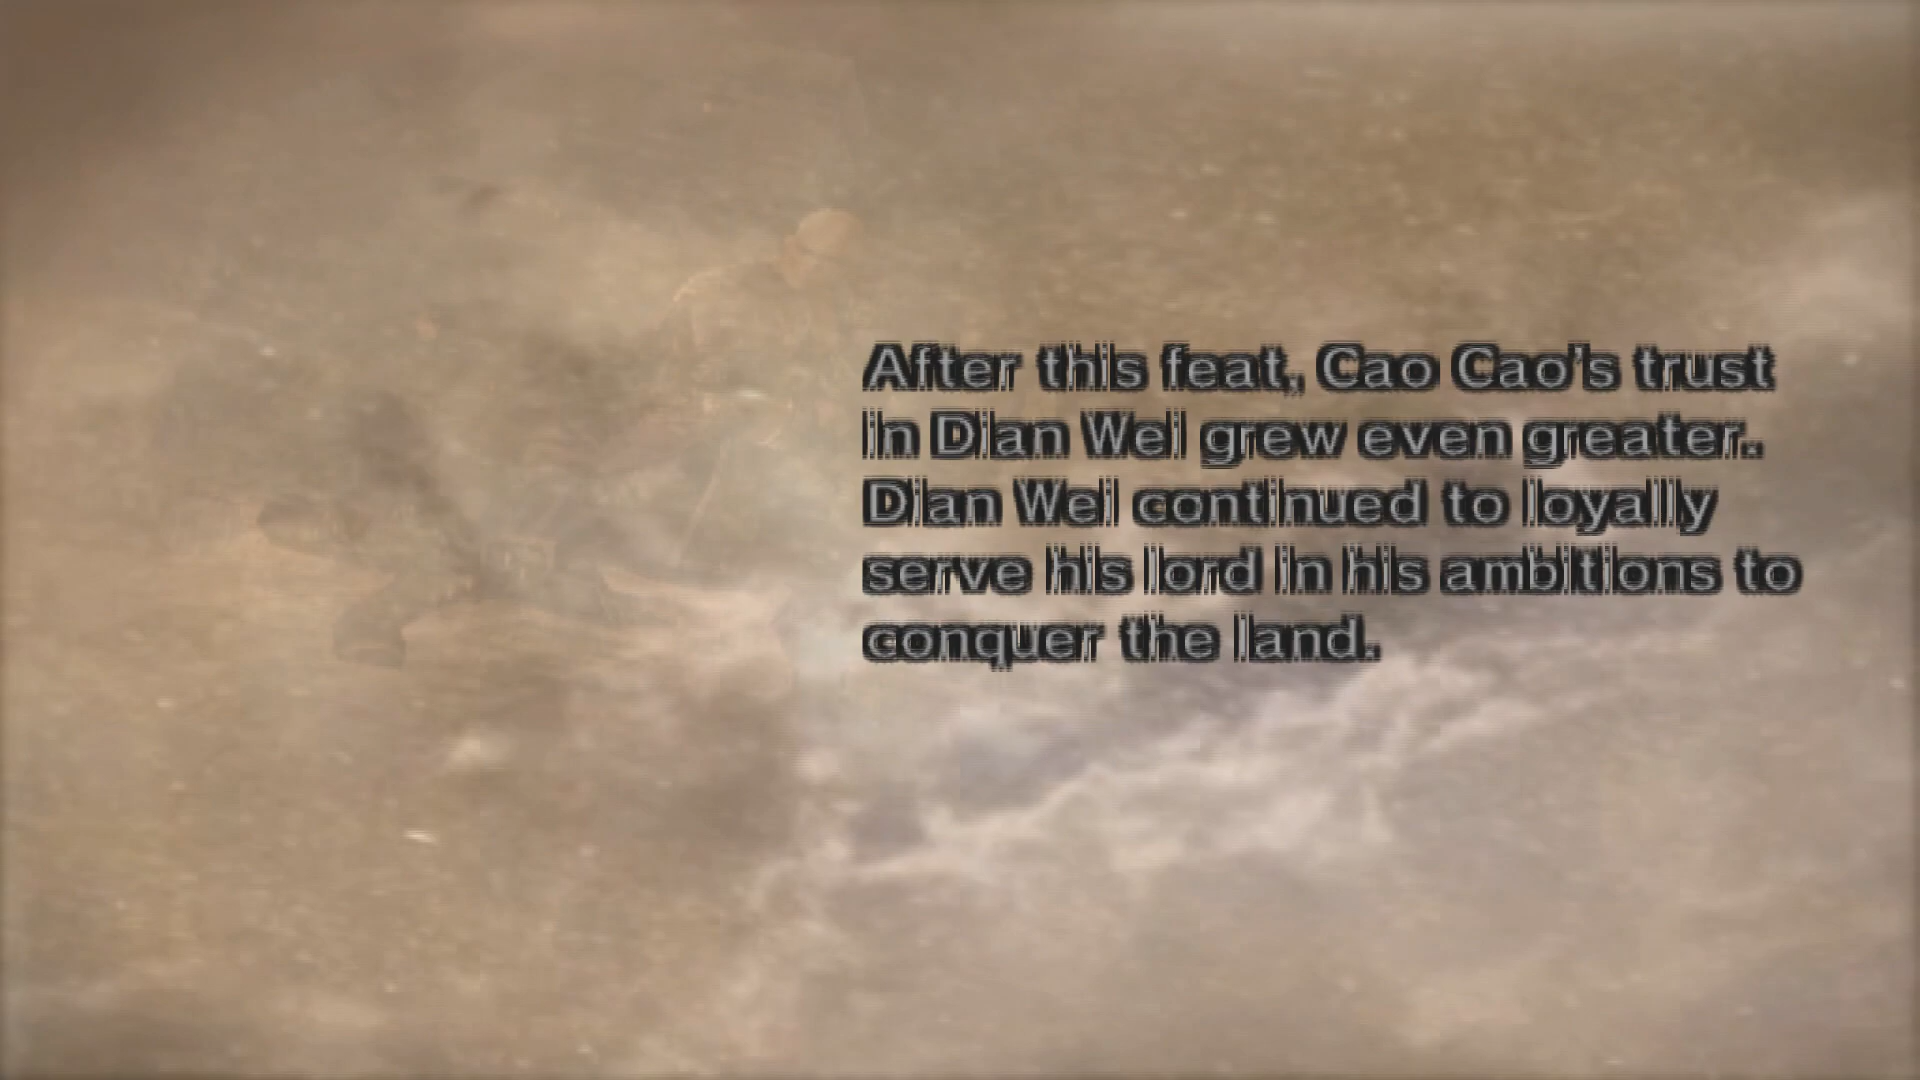 After this feat, Cao Cao's trust
in Dian Wei grew even greater.
Dian Wei continued to loyally
serve his lord in his ambitions to
conquer the land.